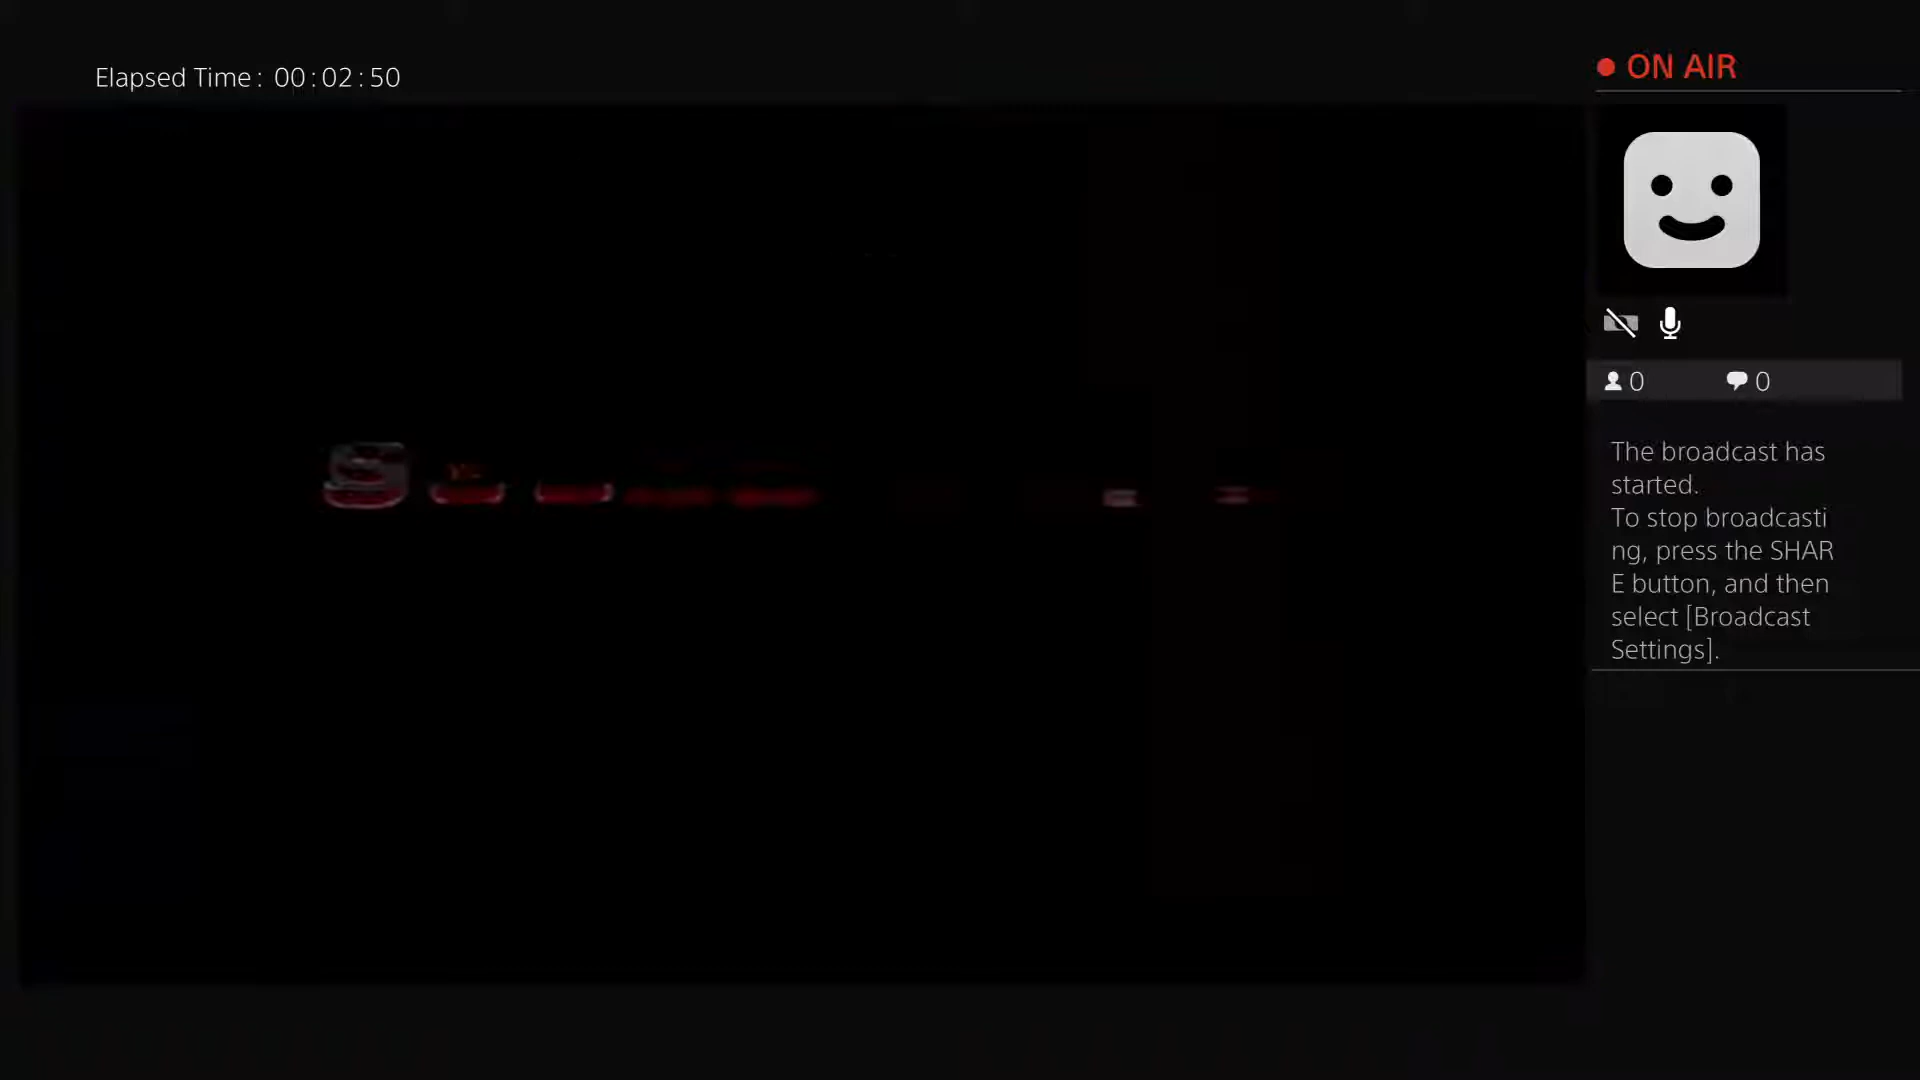 Elapsed Time: 00:02:50
ON AIR
0
0
The broadcast has
started.
To stop broadcasti
ng, press the SHAR
E button, and then
select [Broadcast
Settings].